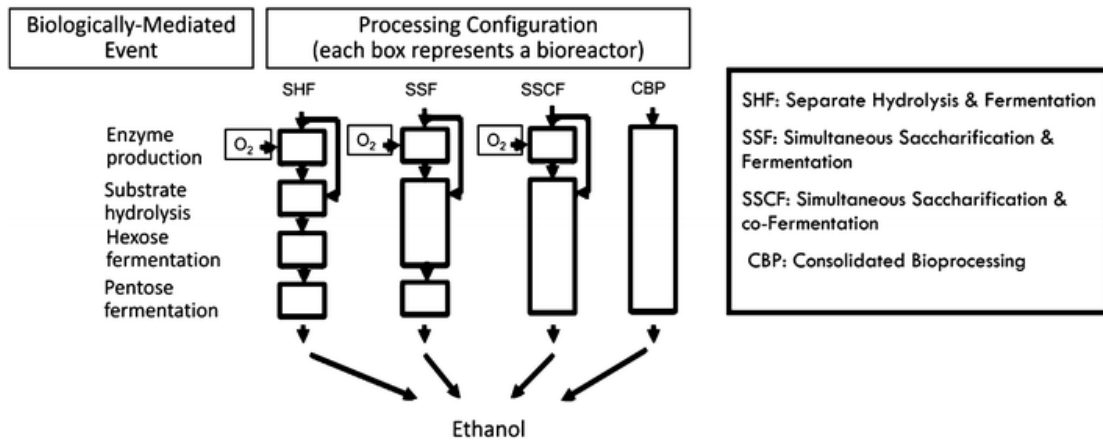 Biologically-Mediated
Event
Processing Configuration
(each box represents a bioreactor)
SHF
SSF
SSCF
CBP
Enzyme
production
O₂
O₂
O₂
Substrate
hydrolysis
Hexose
fermentation
Pentose
fermentation
Ethanol
SHF: Separate Hydrolysis & Fermentation
SSF: Simultaneous Saccharification &
Fermentation
SSCF: Simultaneous Saccharification &
co-Fermentation
CBP: Consolidated Bioprocessing